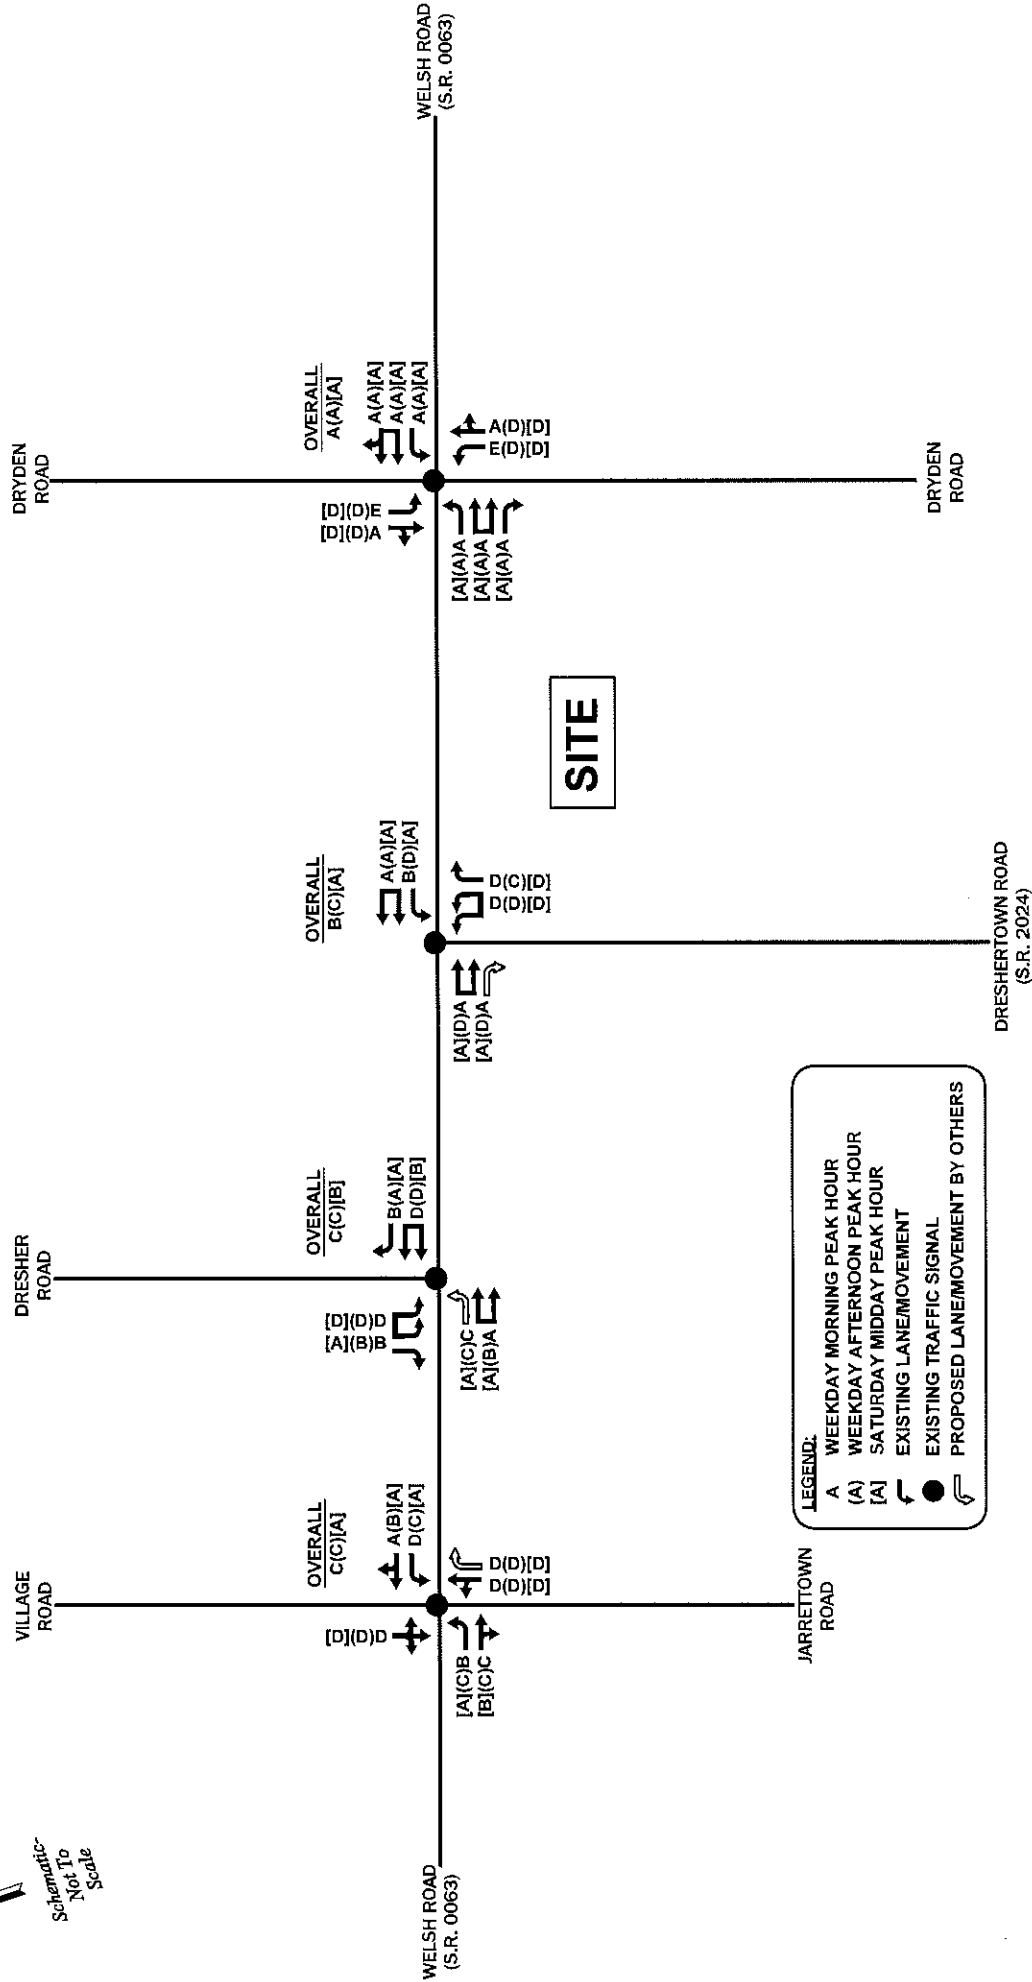 Schematic-
Not To
Scale
VILLAGE
ROAD
DRESHER
ROAD
DRYDEN
ROAD
OVERALL
C(C)[A]
A(B)[A]
D(C)[A]
[D](D)D
[A](C)B
[B](C)C
D(D)[D]
D(D)[D]
OVERALL
C(C)[B]
B(A)[A]
D(D)[B]
[D](D)D
[A](B)B
[A](C)C
[A](B)A
OVERALL
B(C)[A]
A(A)[A]
B(D)[A]
[A](D)A
[A](D)A
D(C)[D]
D(D)[D]
OVERALL
A(A)[A]
A(A)[A]
A(A)[A]
A(A)[A]
[D](D)E
[D](D)A
[A](A)A
[A](A)A
[A](A)A
A(D)[D]
E(D)[D]
WELSH ROAD
(S.R. 0063)
WELSH ROAD
(S.R. 0063)
SITE
JARRETTOWN
ROAD
DRESHERTOWN ROAD
(S.R. 2024)
DRYDEN
ROAD
LEGEND:
A WEEKDAY MORNING PEAK HOUR
(A) WEEKDAY AFTERNOON PEAK HOUR
[A] SATURDAY MIDDAY PEAK HOUR
EXISTING LANE/MOVEMENT
EXISTING TRAFFIC SIGNAL
PROPOSED LANE/MOVEMENT BY OTHERS